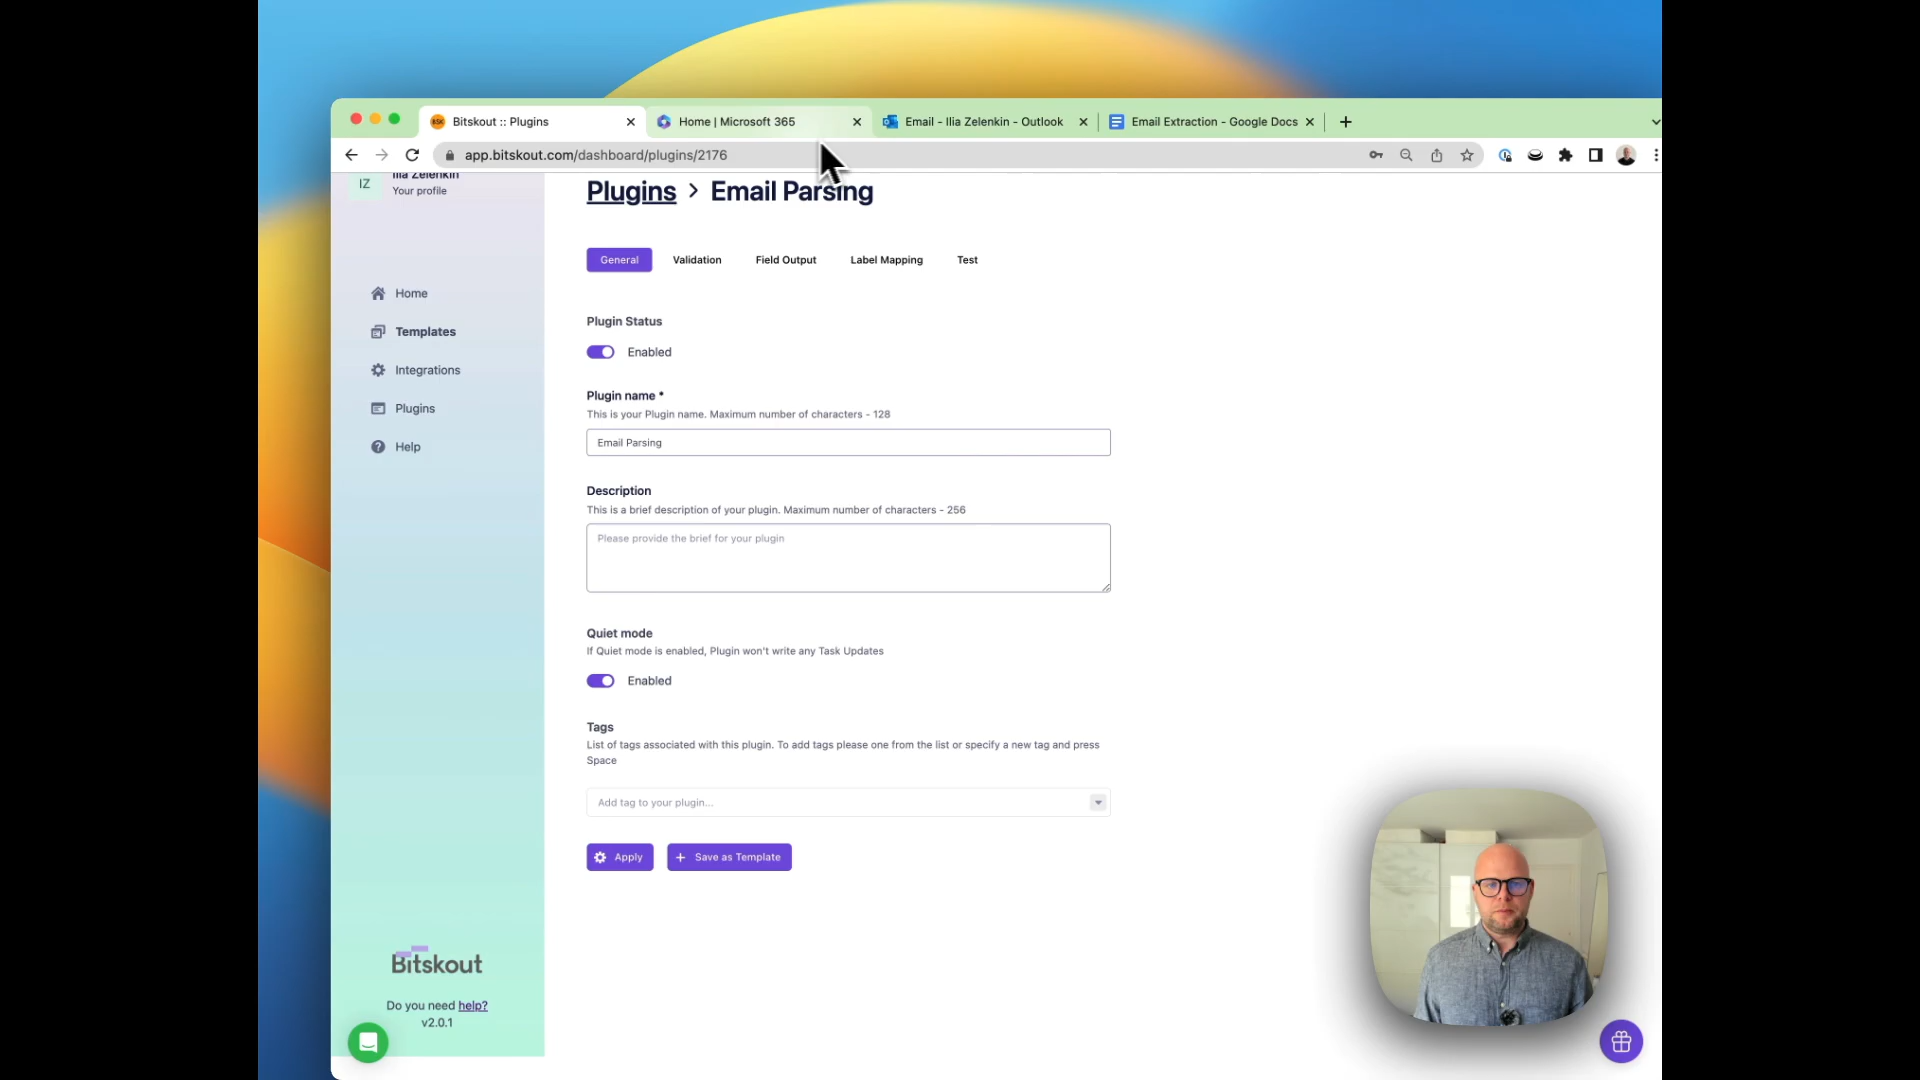 BSK
Bitskout :: Plugins
Home | Microsoft 365
Email - Ilia Zelenkin - Outlook
Email Extraction - Google Docs
app.bitskout.com/dashboard/plugins/2176
IZ
Ilia Zelenkin
Your profile
Home
Templates
Integrations
Plugins
Help
Plugins > Email Parsing
General
Validation
Field Output
Label Mapping
Test
Plugin Status
Enabled
Plugin name *
This is your Plugin name. Maximum number of characters - 128
Email Parsing
Description
This is a brief description of your plugin. Maximum number of characters - 256
Please provide the brief for your plugin
Quiet mode
If Quiet mode is enabled, Plugin won't write any Task Updates
Enabled
Tags
List of tags associated with this plugin. To add tags please one from the list or specify a new tag and press
Space
Add tag to your plugin...
Apply
+ Save as Template
Bitskout
Do you need help?
v2.0.1